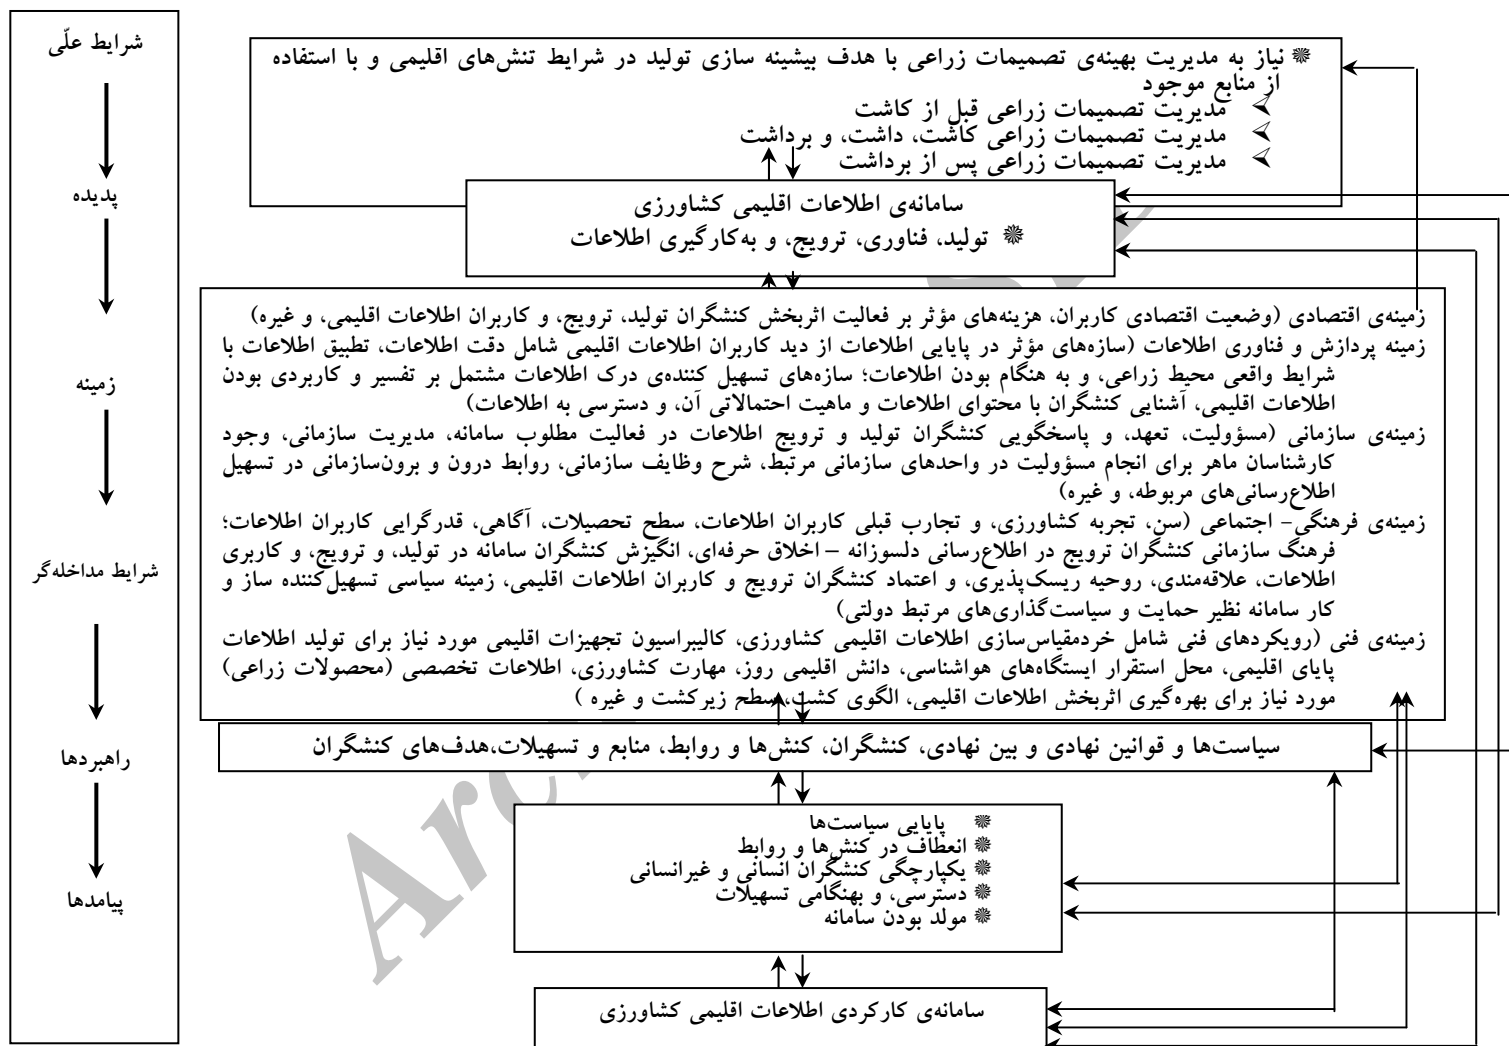 شرایط علّی
پدیده
زمینه
شرایط مداخله‌گر
راهبردها
پیامدها
❊ نیاز به مدیریت بهینه‌ی تصمیمات زراعی با هدف بیشینه سازی تولید در شرایط تنش‌های اقلیمی و با استفاده
از منابع موجود
➢ مدیریت تصمیمات زراعی قبل از کاشت
➢ مدیریت تصمیمات زراعی کاشت، داشت، و برداشت
➢ مدیریت تصمیمات زراعی پس از برداشت
سامانه‌ی اطلاعات اقلیمی کشاورزی
❊ تولید، فناوری، ترویج، و به‌کارگیری اطلاعات
زمینه‌ی اقتصادی (وضعیت اقتصادی کاربران، هزینه‌های مؤثر بر فعالیت اثربخش کنشگران تولید، ترویج، و کاربران اطلاعات اقلیمی، و غیره)
زمینه پردازش و فناوری اطلاعات (سازه‌های مؤثر در پایایی اطلاعات از دید کاربران اطلاعات اقلیمی شامل دقت اطلاعات، تطبیق اطلاعات با
شرایط واقعی محیط زراعی، و به هنگام بودن اطلاعات؛ سازه‌های تسهیل کننده‌ی درک اطلاعات مشتمل بر تفسیر و کاربردی بودن
اطلاعات اقلیمی، آشنایی کنشگران با محتوای اطلاعات و ماهیت احتمالاتی آن، و دسترسی به اطلاعات)
زمینه‌ی سازمانی (مسؤولیت، تعهد، و پاسخگویی کنشگران تولید و ترویج اطلاعات در فعالیت مطلوب سامانه، مدیریت سازمانی، وجود
کارشناسان ماهر برای انجام مسؤولیت در واحدهای سازمانی مرتبط، شرح وظایف سازمانی، روابط درون و برون‌سازمانی در تسهیل
اطلاع‌رسانی‌های مربوطه، و غیره)
زمینه‌ی فرهنگی- اجتماعی (سن، تجربه کشاورزی، و تجارب قبلی کاربران اطلاعات، سطح تحصیلات، آگاهی، قدرگرایی کاربران اطلاعات؛
فرهنگ سازمانی کنشگران ترویج در اطلاع‌رسانی دلسوزانه – اخلاق حرفه‌ای، انگیزش کنشگران سامانه در تولید، و ترویج، و کاربری
اطلاعات، علاقه‌مندی، روحیه ریسک‌پذیری، و اعتماد کنشگران ترویج و کاربران اطلاعات اقلیمی، زمینه سیاسی تسهیل‌کننده ساز و
کار سامانه نظیر حمایت و سیاست‌گذاری‌های مرتبط دولتی)
زمینه‌ی فنی (رویکردهای فنی شامل خردمقیاس‌سازی اطلاعات اقلیمی کشاورزی، کالیبراسیون تجهیزات اقلیمی مورد نیاز برای تولید اطلاعات
پایای اقلیمی، محل استقرار ایستگاه‌های هواشناسی، دانش اقلیمی روز، مهارت کشاورزی، اطلاعات تخصصی (محصولات زراعی)
مورد نیاز برای بهره‌گیری اثربخش اطلاعات اقلیمی، الگوی کشت، سطح زیرکشت و غیره )
سیاست‌ها و قوانین نهادی و بین نهادی، کنشگران، کنش‌ها و روابط، منابع و تسهیلات،هدف‌های کنشگران
❊ پایایی سیاست‌ها
❊ انعطاف در کنش‌ها و روابط
❊ یکپارچگی کنشگران انسانی و غیرانسانی
❊ دسترسی، و بهنگامی تسهیلات
❊ مولد بودن سامانه
سامانه‌ی کارکردی اطلاعات اقلیمی کشاورزی